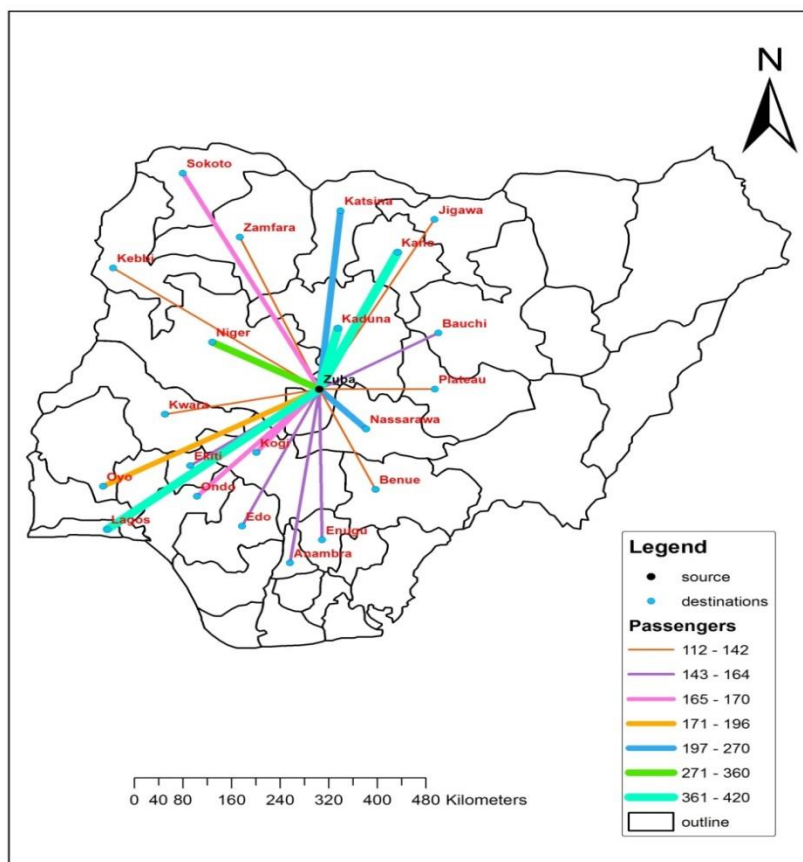 N
Sokoto
Katsina
Jigawa
Zamfara
Kano
Kebbi
Kaduna
Niger
Bauchi
Zuba
Plateau
Kwara
Nassarawa
Kogi
Ekiti
Oyo
Benue
Ondo
Lagos
Edo
Enugu
Anambra
Legend
source
destinations
Passengers
112 - 142
143 - 164
165 - 170
171 - 196
197 - 270
271 - 360
361 - 420
outline
0 40 80 160 240 320 400 480 Kilometers